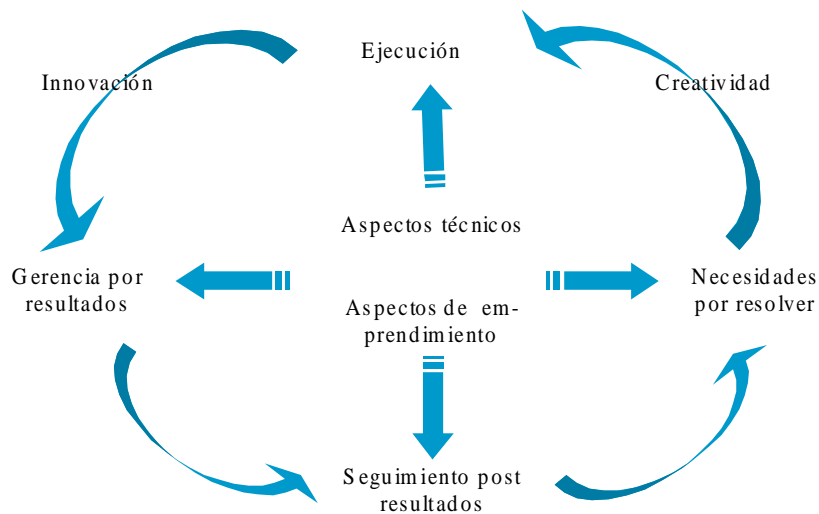 Ejecución
Innovación
Creatividad
Aspectos técnicos
Gerencia por
resultados
Necesidades
por resolver
Aspectos de em-
prendimiento
Seguimiento post
resultados